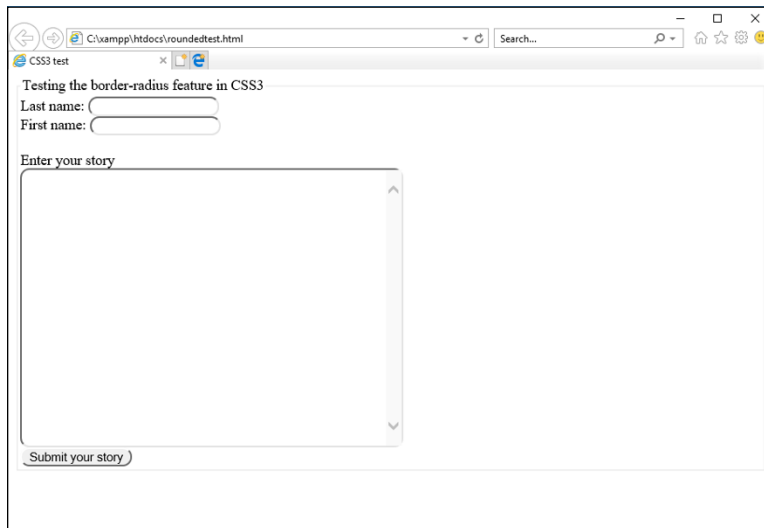 C:\xampp\htdocs\roundedtest.html
Search...
CSS3 test
Testing the border-radius feature in CSS3
Last name:
First name:
Enter your story
Submit your story